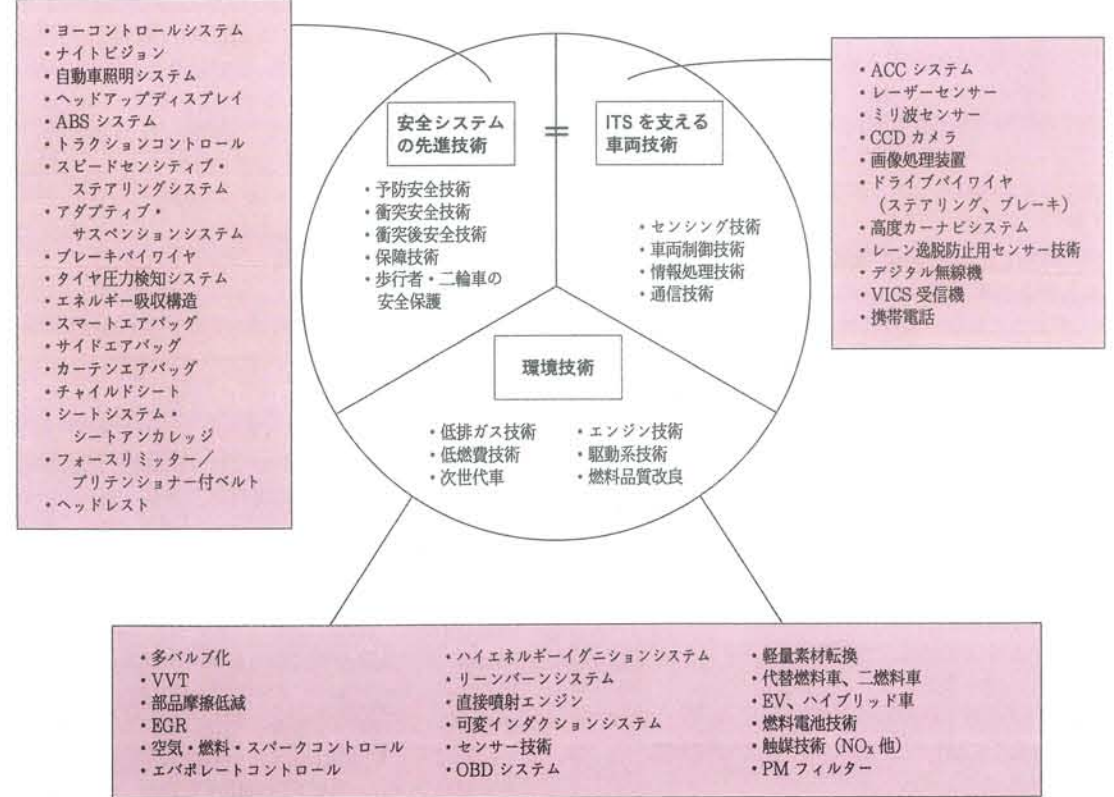 ・ヨーコントロールシステム
・ナイトビジョン
・自動車照明システム
・ヘッドアップディスプレイ
・ABS システム
・トラクションコントロール
・スピードセンシティブ・
ステアリングシステム
・アダプティブ・
サスペンションシステム
・ブレーキバイワイヤ
・タイヤ圧力検知システム
・エネルギー吸収構造
・スマートエアバッグ
・サイドエアバッグ
・カーテンエアバッグ
・チャイルドシート
・シートシステム・
シートアンカレッジ
・フォースリミッター／
プリテンショナー付ベルト
・ヘッドレスト
安全システム
の先進技術
・予防安全技術
・衝突安全技術
・衝突後安全技術
・保障技術
・歩行者・二輪車の
安全保護
＝
ITS を支える
車両技術
・センシング技術
・車両制御技術
・情報処理技術
・通信技術
・ACC システム
・レーザーセンサー
・ミリ波センサー
・CCD カメラ
・画像処理装置
・ドライブバイワイヤ
（ステアリング、ブレーキ）
・高度カーナビシステム
・レーン逸脱防止用センサー技術
・デジタル無線機
・VICS 受信機
・携帯電話
環境技術
・低排ガス技術
・低燃費技術
・次世代車
・エンジン技術
・駆動系技術
・燃料品質改良
・多バルブ化
・VVT
・部品摩擦低減
・EGR
・空気・燃料・スパークコントロール
・エバポレートコントロール
・ハイエネルギーイグニションシステム
・リーンバーンシステム
・直接噴射エンジン
・可変インダクションシステム
・センサー技術
・OBD システム
・軽量素材転換
・代替燃料車、二燃料車
・EV、ハイブリッド車
・燃料電池技術
・触媒技術（NOx 他）
・PM フィルター